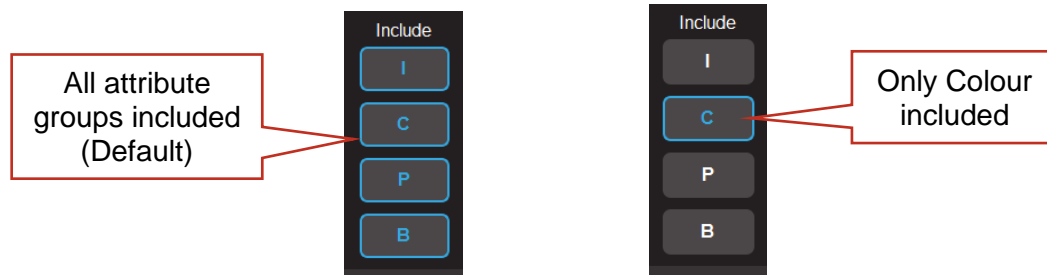 All attribute
groups included
(Default)
Include
I
C
P
B
Include
I
C
P
B
Only Colour
included